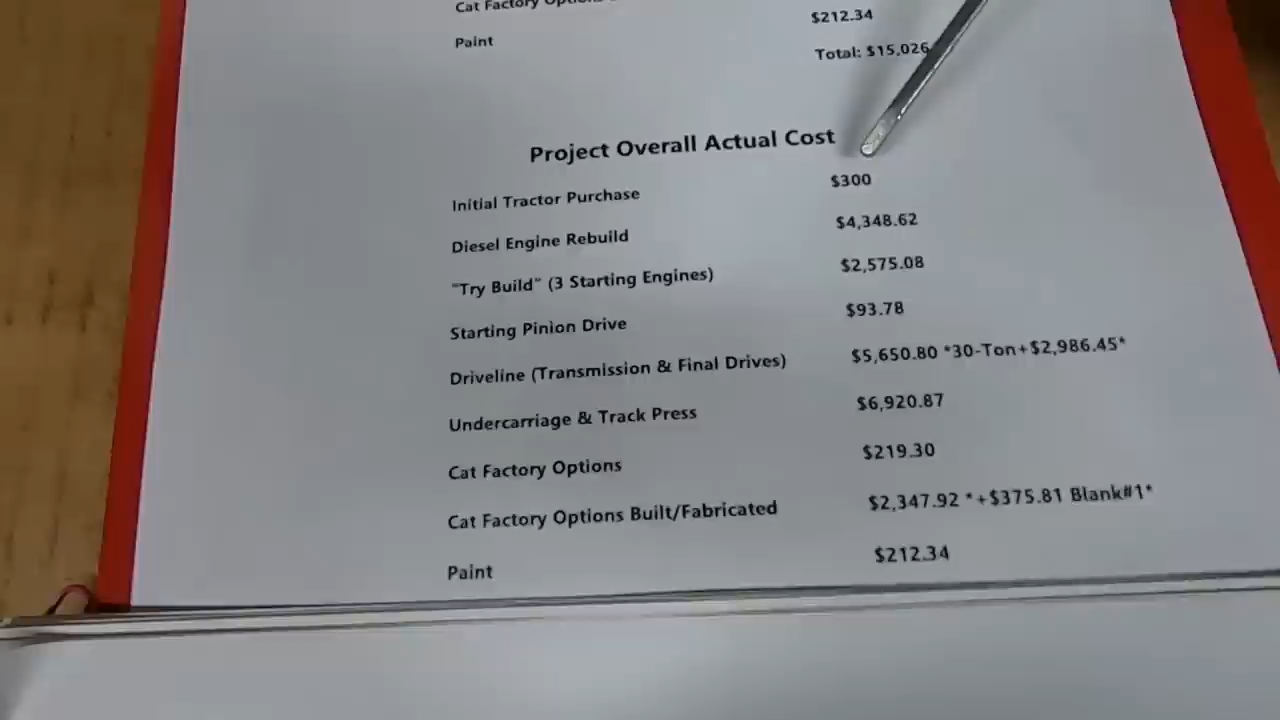 Cat Factory Options
$212.34
Paint
Total: $15,026
Project Overall Actual Cost
Initial Tractor Purchase $300
Diesel Engine Rebuild $4,348.62
"Try Build" (3 Starting Engines) $2,575.08
Starting Pinion Drive $93.78
Driveline (Transmission & Final Drives) $5,650.80 *30-Ton+$2,986.45*
Undercarriage & Track Press $6,920.87
Cat Factory Options $219.30
Cat Factory Options Built/Fabricated $2,347.92 *+$375.81 Blank#1*
Paint $212.34